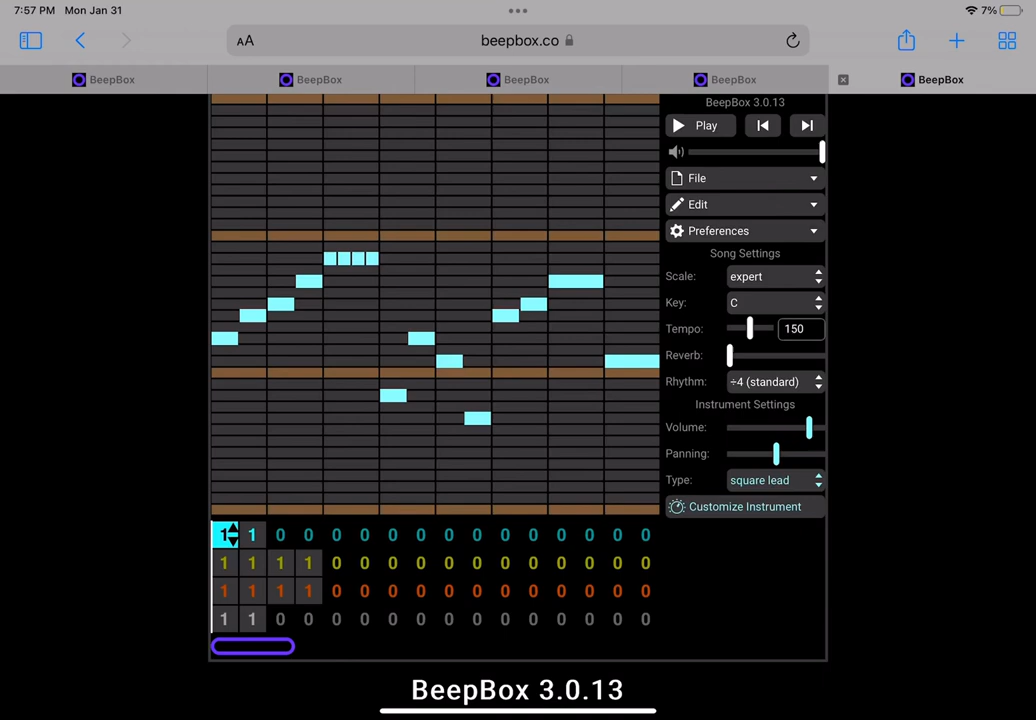 7:57 PM Mon Jan 31
7%
AA
beepbox.co
BeepBox
BeepBox
BeepBox
BeepBox
BeepBox
BeepBox 3.0.13
Play
File
Edit
Preferences
Song Settings
Scale: expert
Key: C
Tempo: 150
Reverb:
Rhythm: ÷4 (standard)
Instrument Settings
Volume:
Panning:
Type: square lead
Customize Instrument
1 1 0 0 0 0 0 0 0 0 0 0 0 0 0 0
1 1 1 1 0 0 0 0 0 0 0 0 0 0 0 0
1 1 1 1 0 0 0 0 0 0 0 0 0 0 0 0
1 1 0 0 0 0 0 0 0 0 0 0 0 0 0 0
BeepBox 3.0.13